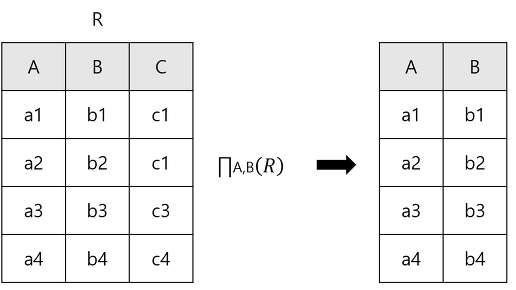 R
A B C
a1 b1 c1
a2 b2 c1
a3 b3 c3
a4 b4 c4
∏A,B(R)
A B
a1 b1
a2 b2
a3 b3
a4 b4